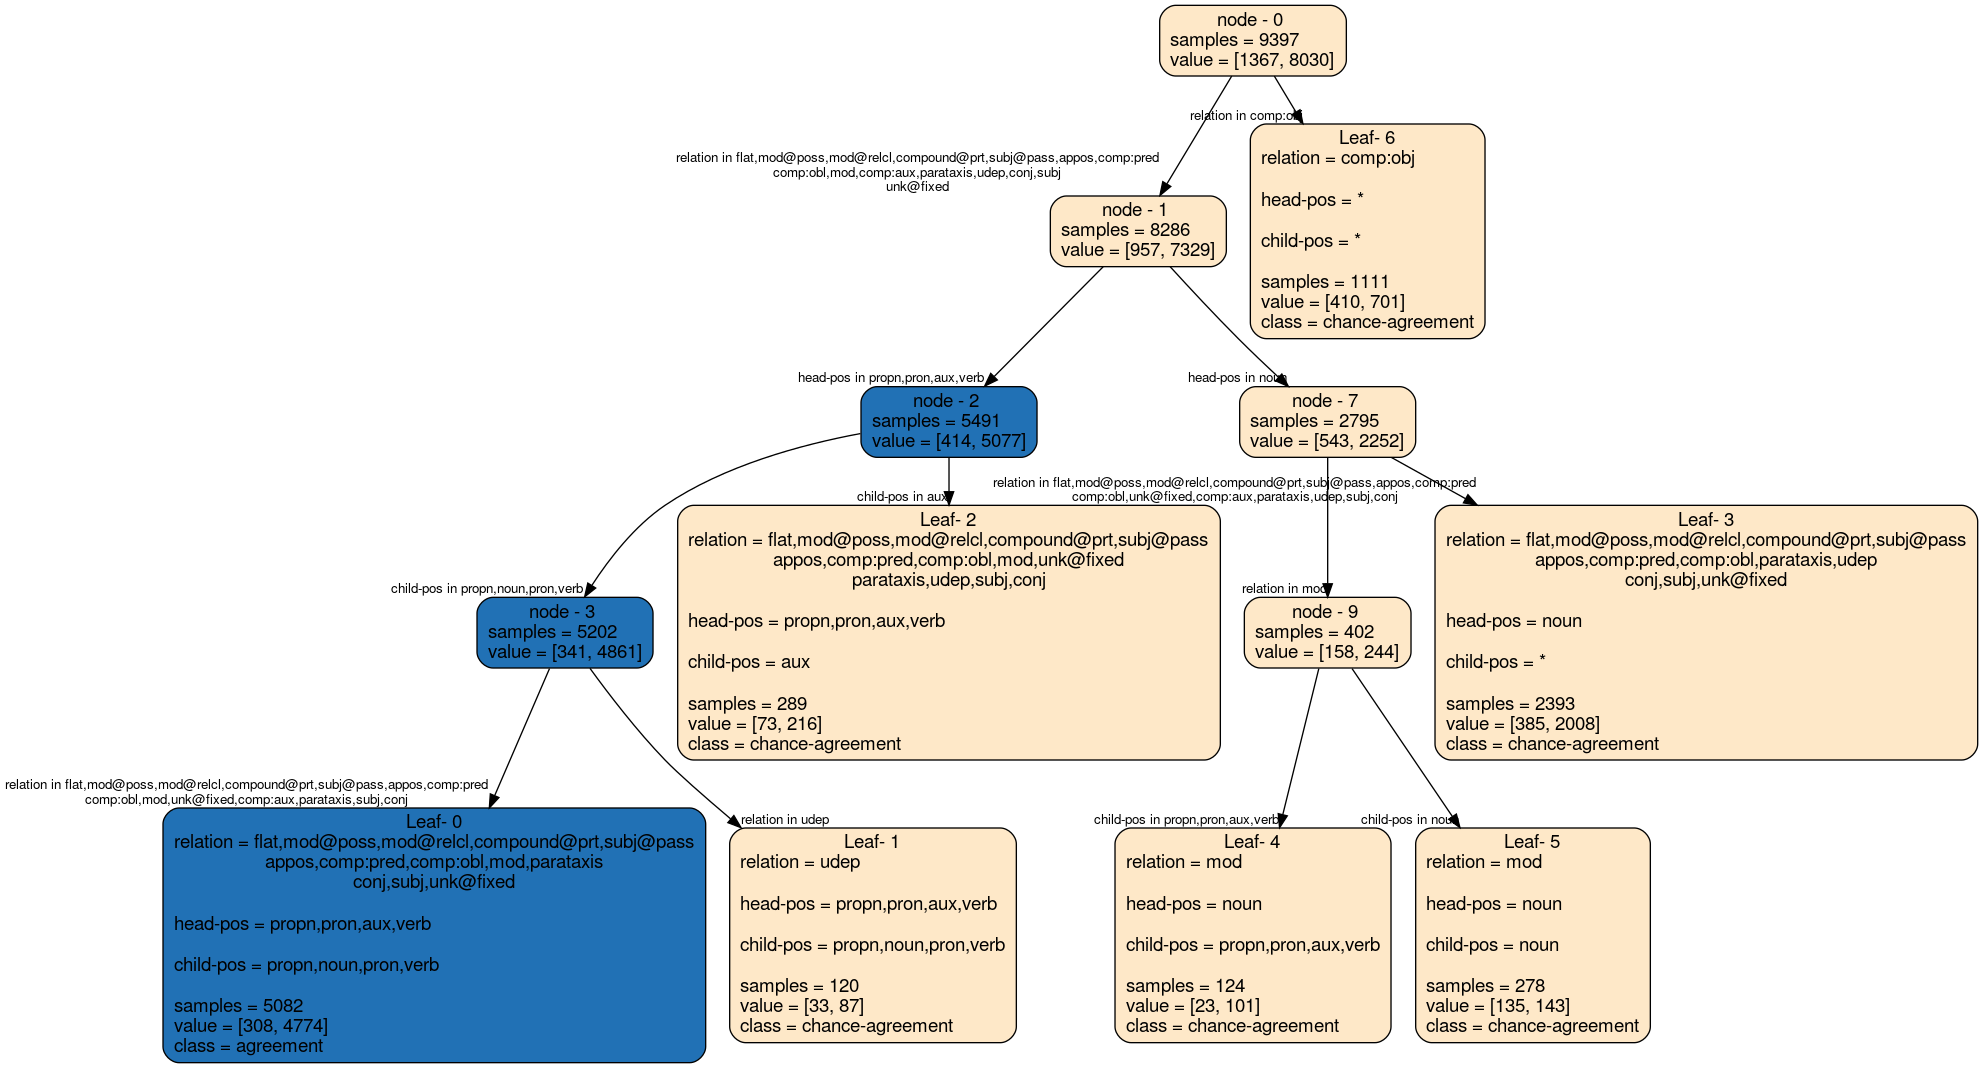 node - 0
samples = 9397
value = [1367, 8030]
relation in comp:obj
Leaf- 6
relation = comp:obj
head-pos = *
child-pos = *
samples = 1111
value = [410, 701]
class = chance-agreement
relation in flat,mod@poss,mod@relcl,compound@prt,subj@pass,appos,comp:pred
comp:obl,mod,comp:aux,parataxis,udep,conj,subj
unk@fixed
node - 1
samples = 8286
value = [957, 7329]
head-pos in propn,pron,aux,verb
node - 2
samples = 5491
value = [414, 5077]
head-pos in noun
node - 7
samples = 2795
value = [543, 2252]
child-pos in aux
Leaf- 2
relation = flat,mod@poss,mod@relcl,compound@prt,subj@pass
appos,comp:pred,comp:obl,mod,unk@fixed
parataxis,udep,subj,conj
head-pos = propn,pron,aux,verb
child-pos = aux
samples = 289
value = [73, 216]
class = chance-agreement
relation in flat,mod@poss,mod@relcl,compound@prt,subj@pass,appos,comp:pred
comp:obl,unk@fixed,comp:aux,parataxis,udep,subj,conj
Leaf- 3
relation = flat,mod@poss,mod@relcl,compound@prt,subj@pass
appos,comp:pred,comp:obl,parataxis,udep
conj,subj,unk@fixed
head-pos = noun
child-pos = *
samples = 2393
value = [385, 2008]
class = chance-agreement
child-pos in propn,noun,pron,verb
node - 3
samples = 5202
value = [341, 4861]
relation in mod
node - 9
samples = 402
value = [158, 244]
relation in flat,mod@poss,mod@relcl,compound@prt,subj@pass,appos,comp:pred
comp:obl,mod,unk@fixed,comp:aux,parataxis,subj,conj
Leaf- 0
relation = flat,mod@poss,mod@relcl,compound@prt,subj@pass
appos,comp:pred,comp:obl,mod,parataxis
conj,subj,unk@fixed
head-pos = propn,pron,aux,verb
child-pos = propn,noun,pron,verb
samples = 5082
value = [308, 4774]
class = agreement
relation in udep
Leaf- 1
relation = udep
head-pos = propn,pron,aux,verb
child-pos = propn,noun,pron,verb
samples = 120
value = [33, 87]
class = chance-agreement
child-pos in propn,pron,aux,verb
Leaf- 4
relation = mod
head-pos = noun
child-pos = propn,pron,aux,verb
samples = 124
value = [23, 101]
class = chance-agreement
child-pos in noun
Leaf- 5
relation = mod
head-pos = noun
child-pos = noun
samples = 278
value = [135, 143]
class = chance-agreement